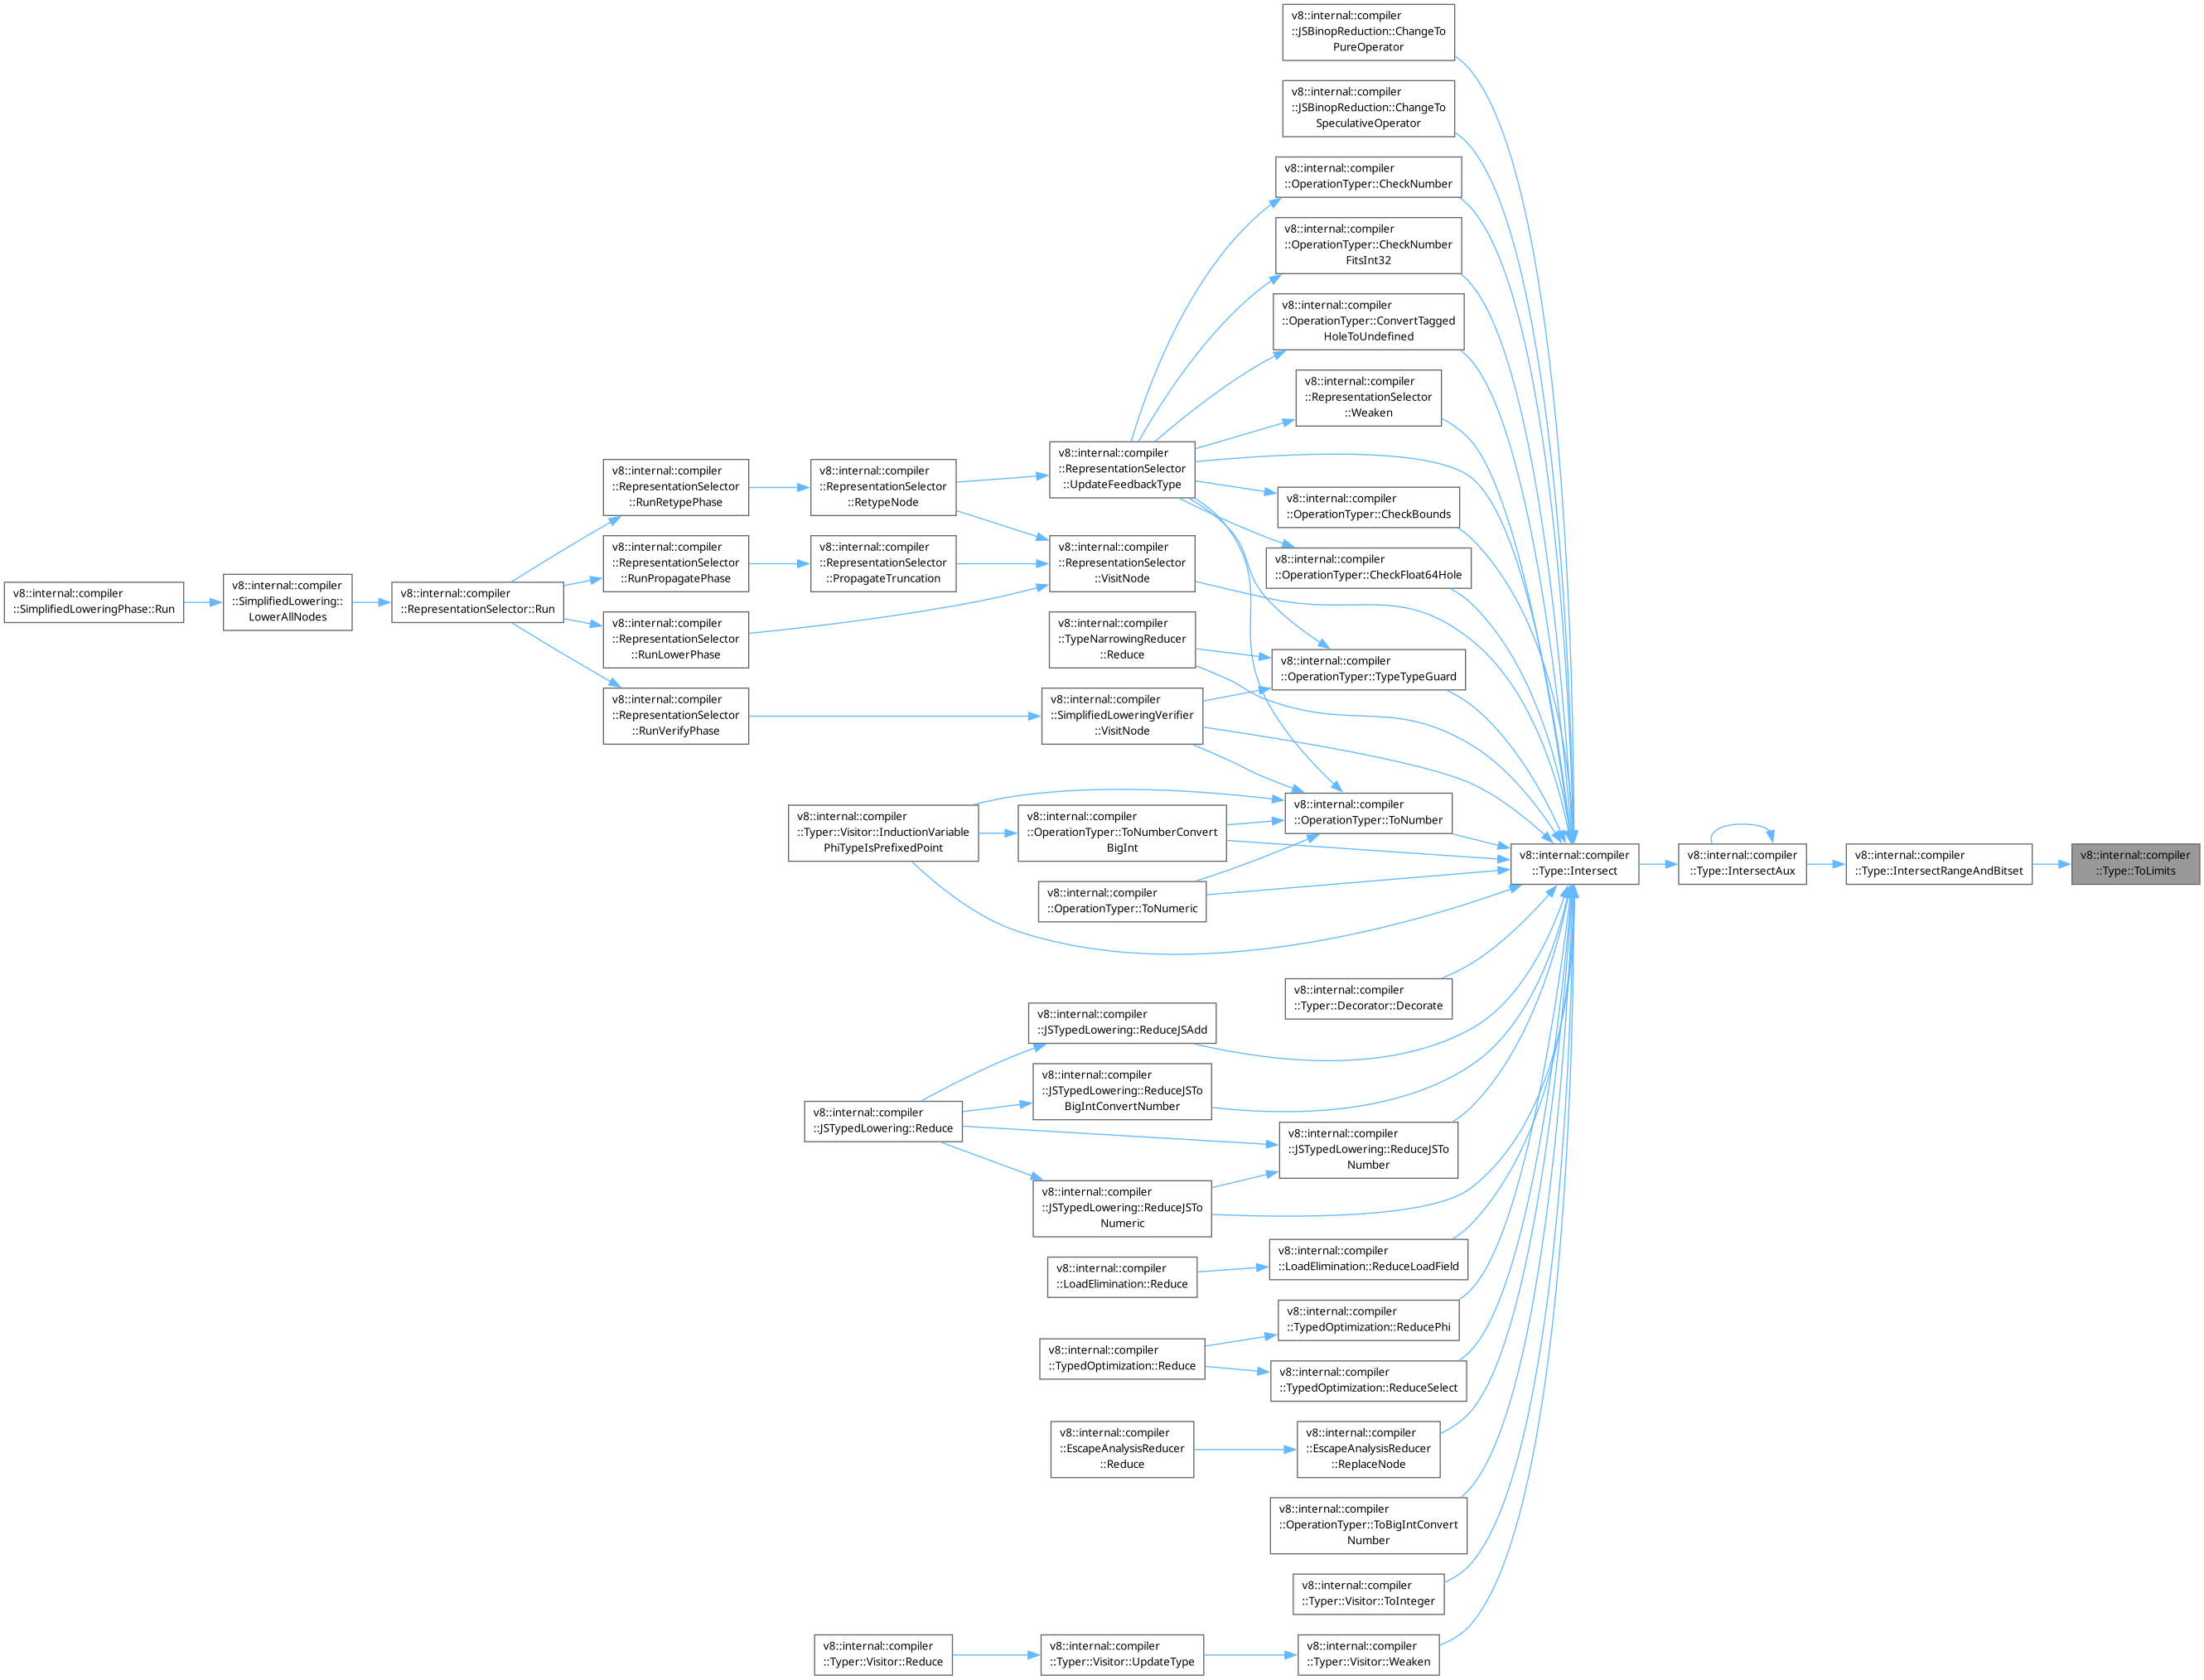 v8::internal::compiler
::JSBinopReduction::ChangeTo
PureOperator
v8::internal::compiler
::JSBinopReduction::ChangeTo
SpeculativeOperator
v8::internal::compiler
::OperationTyper::CheckNumber
v8::internal::compiler
::OperationTyper::CheckNumber
FitsInt32
v8::internal::compiler
::OperationTyper::ConvertTagged
HoleToUndefined
v8::internal::compiler
::RepresentationSelector
::Weaken
v8::internal::compiler
::RepresentationSelector
::UpdateFeedbackType
v8::internal::compiler
::RepresentationSelector
::RunRetypePhase
v8::internal::compiler
::RepresentationSelector
::RetypeNode
v8::internal::compiler
::OperationTyper::CheckBounds
v8::internal::compiler
::RepresentationSelector
::RunPropagatePhase
v8::internal::compiler
::RepresentationSelector
::PropagateTruncation
v8::internal::compiler
::RepresentationSelector
::VisitNode
v8::internal::compiler
::OperationTyper::CheckFloat64Hole
v8::internal::compiler
::SimplifiedLoweringPhase::Run
v8::internal::compiler
::SimplifiedLowering::
LowerAllNodes
v8::internal::compiler
::RepresentationSelector::Run
v8::internal::compiler
::RepresentationSelector
::RunLowerPhase
v8::internal::compiler
::TypeNarrowingReducer
::Reduce
v8::internal::compiler
::OperationTyper::TypeTypeGuard
v8::internal::compiler
::RepresentationSelector
::RunVerifyPhase
v8::internal::compiler
::SimplifiedLoweringVerifier
::VisitNode
v8::internal::compiler
::OperationTyper::ToNumber
v8::internal::compiler
::Typer::Visitor::InductionVariable
PhiTypeIsPrefixedPoint
v8::internal::compiler
::OperationTyper::ToNumberConvert
BigInt
v8::internal::compiler
::Type::Intersect
v8::internal::compiler
::Type::IntersectAux
v8::internal::compiler
::Type::IntersectRangeAndBitset
v8::internal::compiler
::Type::ToLimits
v8::internal::compiler
::OperationTyper::ToNumeric
v8::internal::compiler
::Typer::Decorator::Decorate
v8::internal::compiler
::JSTypedLowering::ReduceJSAdd
v8::internal::compiler
::JSTypedLowering::ReduceJSTo
BigIntConvertNumber
v8::internal::compiler
::JSTypedLowering::Reduce
v8::internal::compiler
::JSTypedLowering::ReduceJSTo
Number
v8::internal::compiler
::JSTypedLowering::ReduceJSTo
Numeric
v8::internal::compiler
::LoadElimination::ReduceLoadField
v8::internal::compiler
::LoadElimination::Reduce
v8::internal::compiler
::TypedOptimization::ReducePhi
v8::internal::compiler
::TypedOptimization::Reduce
v8::internal::compiler
::TypedOptimization::ReduceSelect
v8::internal::compiler
::EscapeAnalysisReducer
::Reduce
v8::internal::compiler
::EscapeAnalysisReducer
::ReplaceNode
v8::internal::compiler
::OperationTyper::ToBigIntConvert
Number
v8::internal::compiler
::Typer::Visitor::ToInteger
v8::internal::compiler
::Typer::Visitor::Reduce
v8::internal::compiler
::Typer::Visitor::UpdateType
v8::internal::compiler
::Typer::Visitor::Weaken